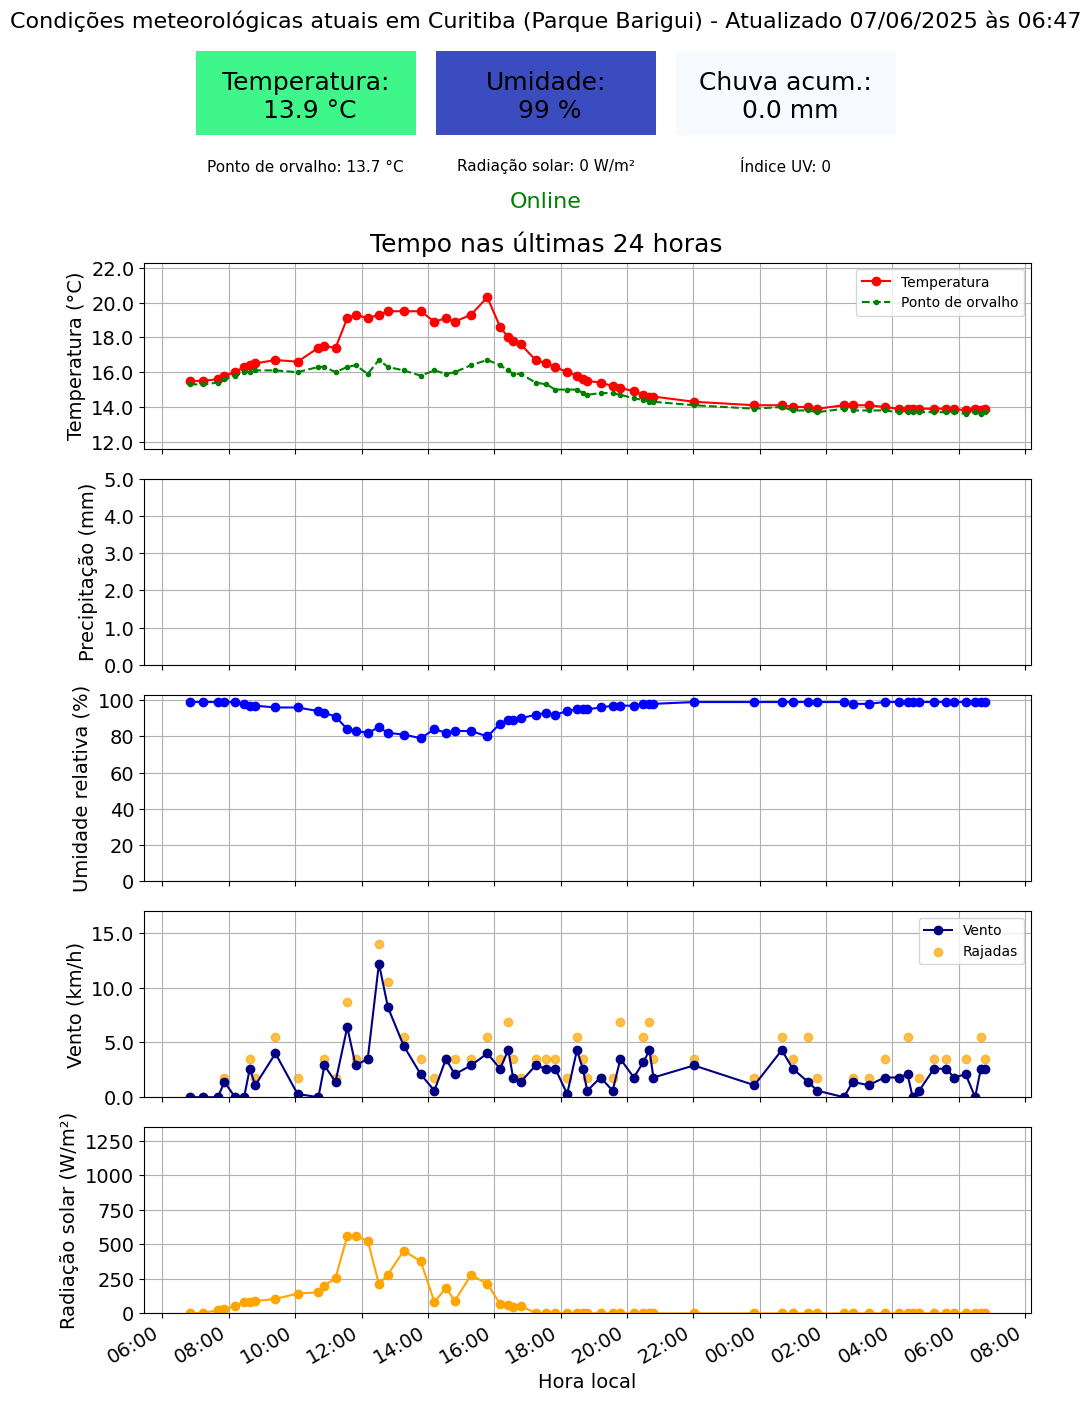 Condições meteorológicas atuais em Curitiba (Parque Barigui) - Atualizado 07/06/2025 às 06:47
Temperatura:
13.9 °C
Umidade:
99 %
Chuva acum.:
0.0 mm
Ponto de orvalho: 13.7 °C
Radiação solar: 0 W/m²
Índice UV: 0
Online
Tempo nas últimas 24 horas
Temperatura (°C)
22.0
20.0
18.0
16.0
14.0
12.0
Temperatura
Ponto de orvalho
Precipitação (mm)
5.0
4.0
3.0
2.0
1.0
0.0
Umidade relativa (%)
100
80
60
40
20
0
Vento (km/h)
15.0
10.0
5.0
0.0
Vento
Rajadas
Radiação solar (W/m²)
1250
1000
750
500
250
0
06:00
08:00
10:00
12:00
14:00
16:00
18:00
20:00
22:00
00:00
02:00
04:00
06:00
08:00
Hora local